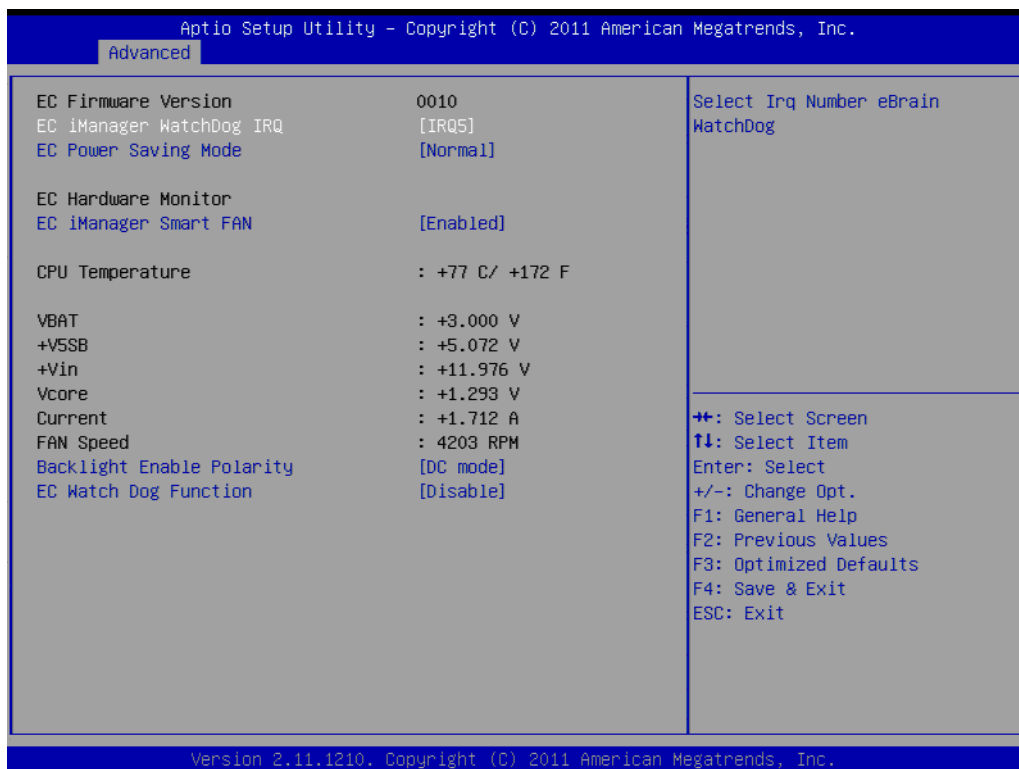 Aptio Setup Utility – Copyright (C) 2011 American Megatrends, Inc.
Advanced
EC Firmware Version 0010
EC iManager WatchDog IRQ [IRQ5]
EC Power Saving Mode [Normal]
EC Hardware Monitor
EC iManager Smart FAN [Enabled]
CPU Temperature : +77 C/ +172 F
VBAT : +3.000 V
+V5SB : +5.072 V
+Vin : +11.976 V
Vcore : +1.293 V
Current : +1.712 A
FAN Speed : 4203 RPM
Backlight Enable Polarity [DC mode]
EC Watch Dog Function [Disable]
Select Irq Number eBrain
WatchDog
→←: Select Screen
↑↓: Select Item
Enter: Select
+/-: Change Opt.
F1: General Help
F2: Previous Values
F3: Optimized Defaults
F4: Save & Exit
ESC: Exit
Version 2.11.1210. Copyright (C) 2011 American Megatrends, Inc.